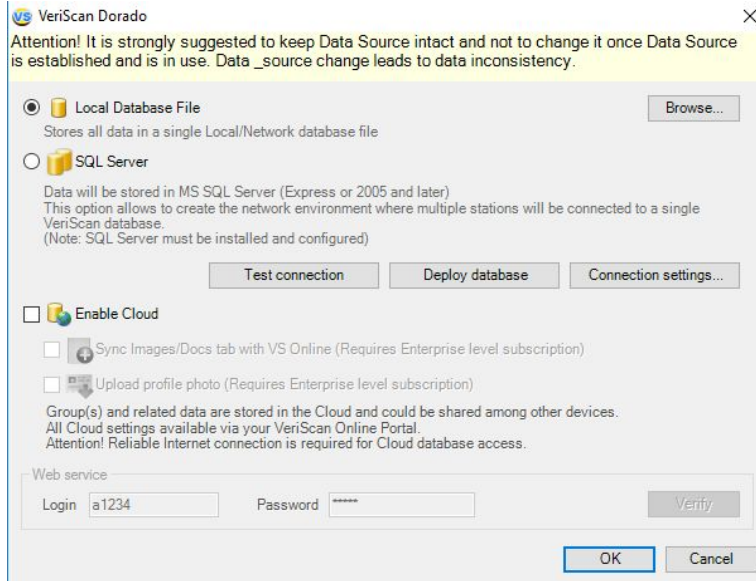 VS VeriScan Dorado
Attention! It is strongly suggested to keep Data Source intact and not to change it once Data Source
is established and is in use. Data _source change leads to data inconsistency.
Local Database File
Browse...
Stores all data in a single Local/Network database file
SQL Server
Data will be stored in MS SQL Server (Express or 2005 and later)
This option allows to create the network environment where multiple stations will be connected to a single
VeriScan database.
(Note: SQL Server must be installed and configured)
Test connection
Deploy database
Connection settings...
Enable Cloud
Sync Images/Docs tab with VS Online (Requires Enterprise level subscription)
Upload profile photo (Requires Enterprise level subscription)
Group(s) and related data are stored in the Cloud and could be shared among other devices.
All Cloud settings available via your VeriScan Online Portal.
Attention! Reliable Internet connection is required for Cloud database access.
Web service
Login a1234 Password ***** Verify
OK Cancel